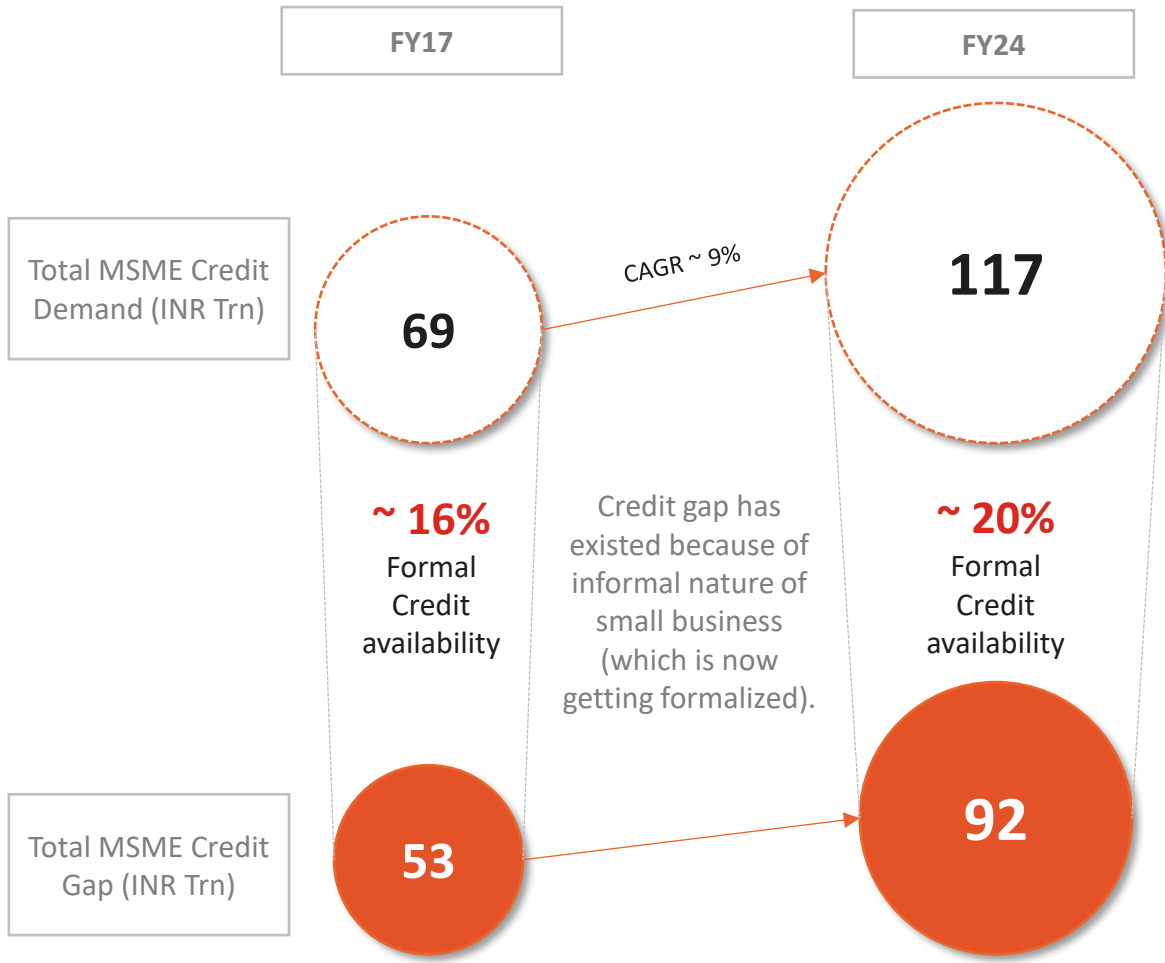 FY17
FY24
Total MSME Credit
Demand (INR Trn)
69
CAGR ~ 9%
117
~ 16%
Formal
Credit
availability
Credit gap has
existed because of
informal nature of
small business
(which is now
getting formalized).
~ 20%
Formal
Credit
availability
Total MSME Credit
Gap (INR Trn)
53
92